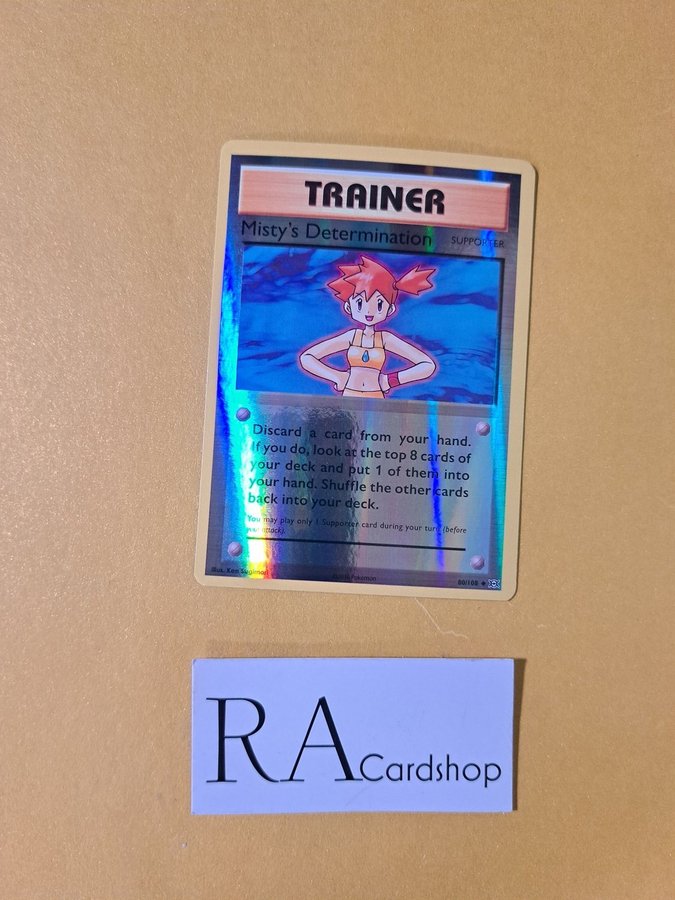 TRAINER
Misty's Determination SUPPORTER
Discard a card from your hand.
If you do, look at the top 8 cards of
your deck and put 1 of them into
your hand. Shuffle the other cards
back into your deck.
You may play only 1 Supporter card during your turn (before
your attack).
Illus. Ken Sugimori
©2016 Pokémon
80/108
RA Cardshop